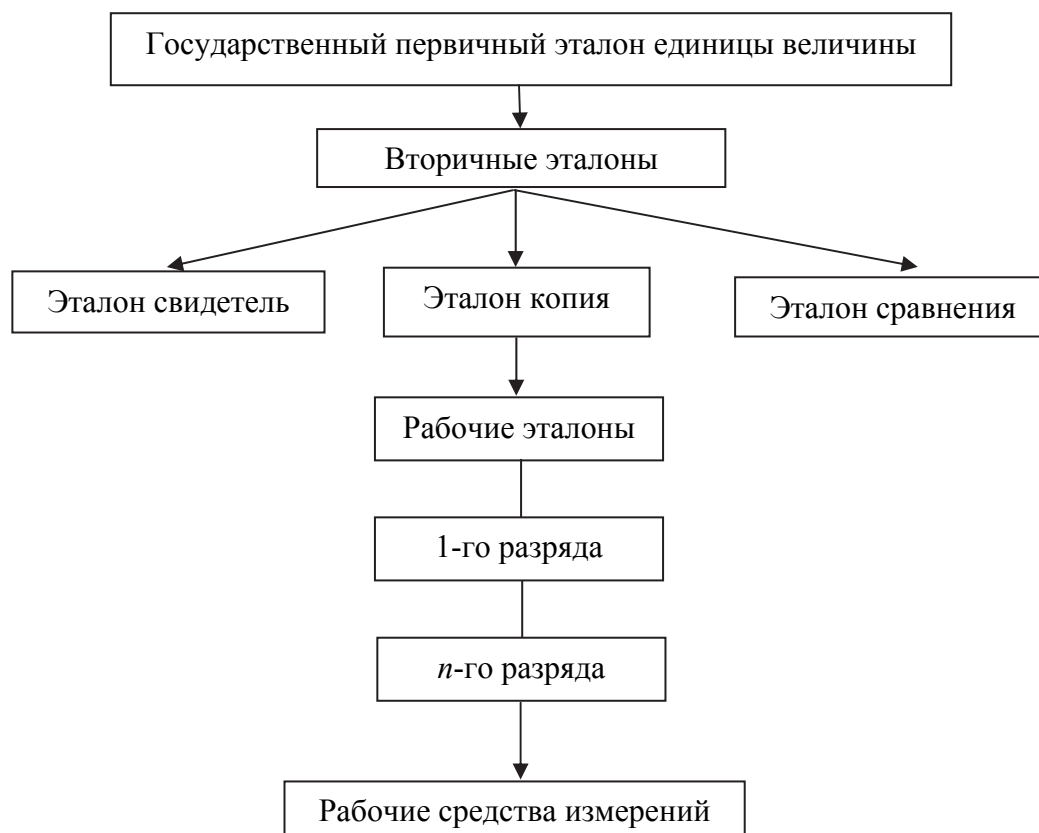 Государственный первичный эталон единицы величины
Вторичные эталоны
Эталон свидетель
Эталон копия
Эталон сравнения
Рабочие эталоны
1-го разряда
n-го разряда
Рабочие средства измерений